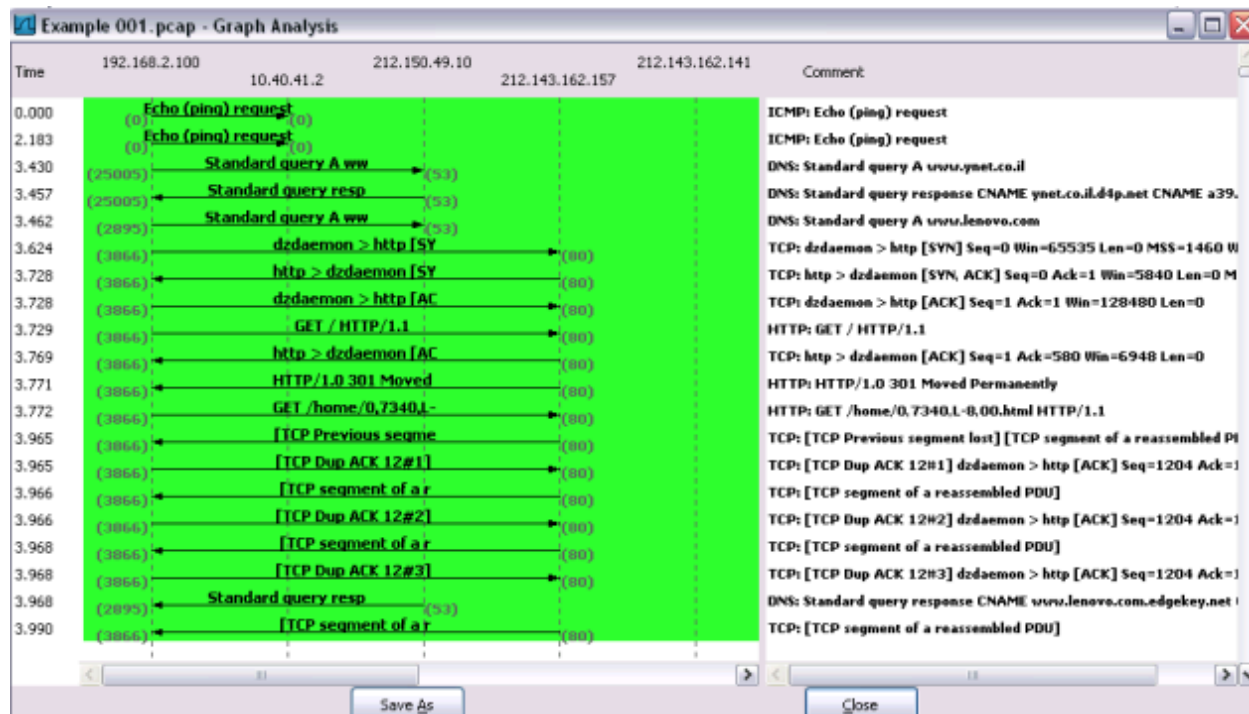 Example 001.pcap - Graph Analysis
Time 192.168.2.100 10.40.41.2 212.150.49.10 212.143.162.157 212.143.162.141 Comment
0.000 Echo (ping) request (0) (0) ICMP: Echo (ping) request
2.183 Echo (ping) request (0) (0) ICMP: Echo (ping) request
3.430 Standard query A ww (25005) (53) DNS: Standard query A www.ynet.co.il
3.457 Standard query resp (25005) (53) DNS: Standard query response CNAME ynet.co.il.d4p.net CNAME a39.
3.462 Standard query A ww (2895) (53) DNS: Standard query A www.lenovo.com
3.624 dzdaemon > http [SY (3866) (80) TCP: dzdaemon > http [SYN] Seq=0 Win=65535 Len=0 MSS=1460 W
3.728 http > dzdaemon [SY (3866) (80) TCP: http > dzdaemon [SYN, ACK] Seq=0 Ack=1 Win=5840 Len=0 M
3.728 dzdaemon > http [AC (3866) (80) TCP: dzdaemon > http [ACK] Seq=1 Ack=1 Win=128480 Len=0
3.729 GET / HTTP/1.1 (3866) (80) HTTP: GET / HTTP/1.1
3.769 http > dzdaemon [AC (3866) (80) TCP: http > dzdaemon [ACK] Seq=1 Ack=580 Win=6948 Len=0
3.771 HTTP/1.0 301 Moved (3866) (80) HTTP: HTTP/1.0 301 Moved Permanently
3.772 GET /home/0,7340,L- (3866) (80) HTTP: GET /home/0,7340,L-8,00.html HTTP/1.1
3.965 [TCP Previous segme (3866) (80) TCP: [TCP Previous segment lost] [TCP segment of a reassembled P
3.965 [TCP Dup ACK 12#1] (3866) (80) TCP: [TCP Dup ACK 12#1] dzdaemon > http [ACK] Seq=1204 Ack=1
3.966 [TCP segment of a r (3866) (80) TCP: [TCP segment of a reassembled PDU]
3.966 [TCP Dup ACK 12#2] (3866) (80) TCP: [TCP Dup ACK 12#2] dzdaemon > http [ACK] Seq=1204 Ack=1
3.968 [TCP segment of a r (3866) (80) TCP: [TCP segment of a reassembled PDU]
3.968 [TCP Dup ACK 12#3] (3866) (80) TCP: [TCP Dup ACK 12#3] dzdaemon > http [ACK] Seq=1204 Ack=1
3.968 Standard query resp (2895) (53) DNS: Standard query response CNAME www.lenovo.com.edgekey.net
3.990 [TCP segment of a r (3866) (80) TCP: [TCP segment of a reassembled PDU]
Save As Close